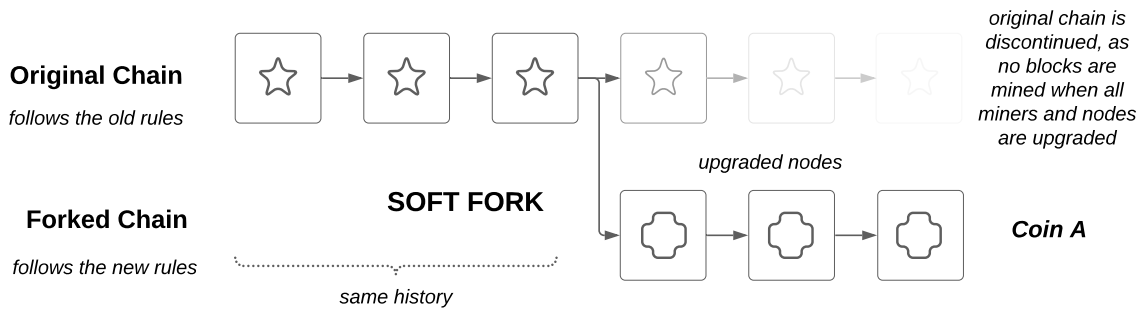 Original Chain
follows the old rules
original chain is
discontinued, as
no blocks are
mined when all
miners and nodes
are upgraded
upgraded nodes
SOFT FORK
Forked Chain
follows the new rules
Coin A
same history